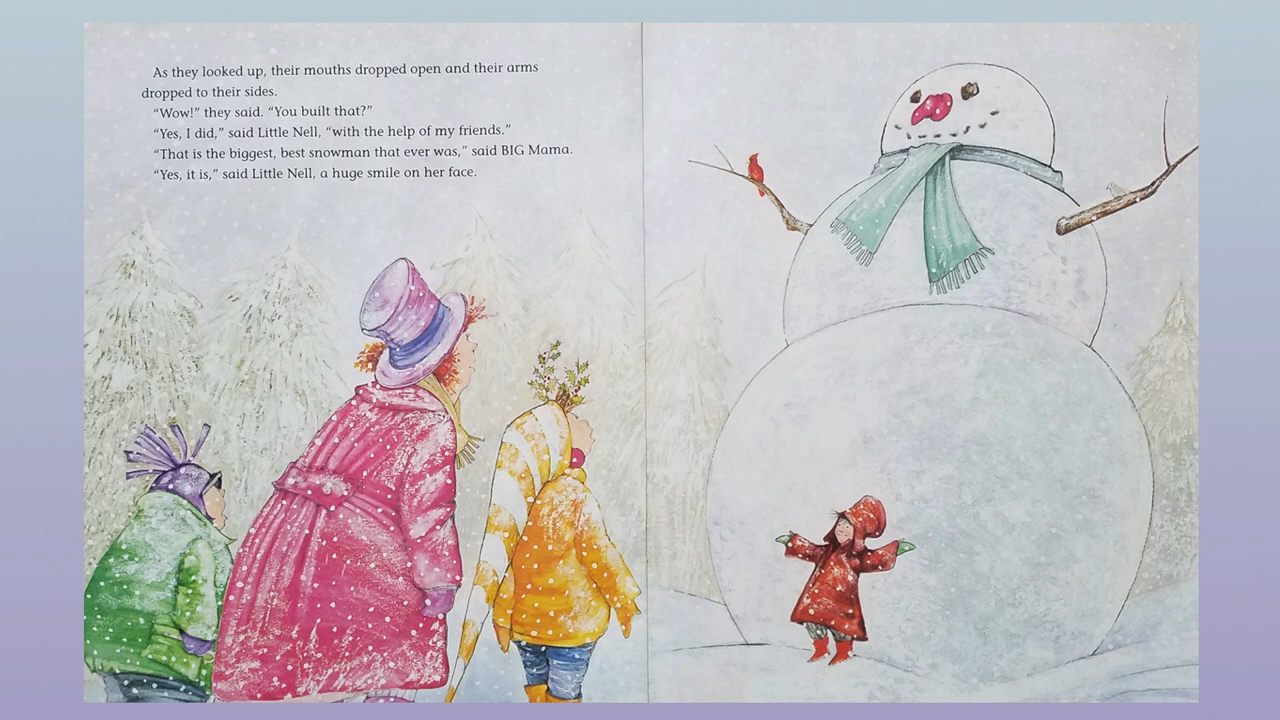 As they looked up, their mouths dropped open and their arms
dropped to their sides.
“Wow!” they said. “You built that?”
“Yes, I did,” said Little Nell, “with the help of my friends.”
“That is the biggest, best snowman that ever was,” said BIG Mama.
“Yes, it is,” said Little Nell, a huge smile on her face.